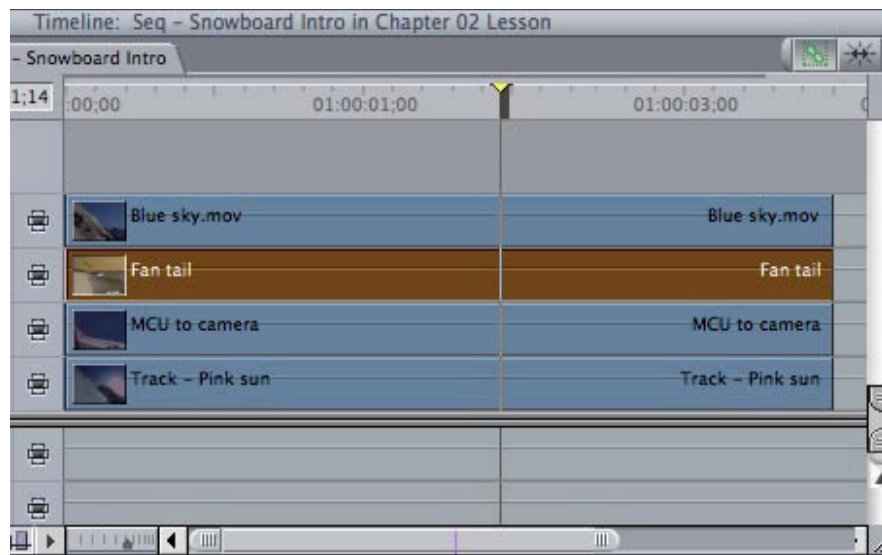 Timeline: Seq – Snowboard Intro in Chapter 02 Lesson
– Snowboard Intro
1;14 :00;00 01:00:01;00 01:00:03;00
Blue sky.mov Blue sky.mov
Fan tail Fan tail
MCU to camera MCU to camera
Track – Pink sun Track – Pink sun